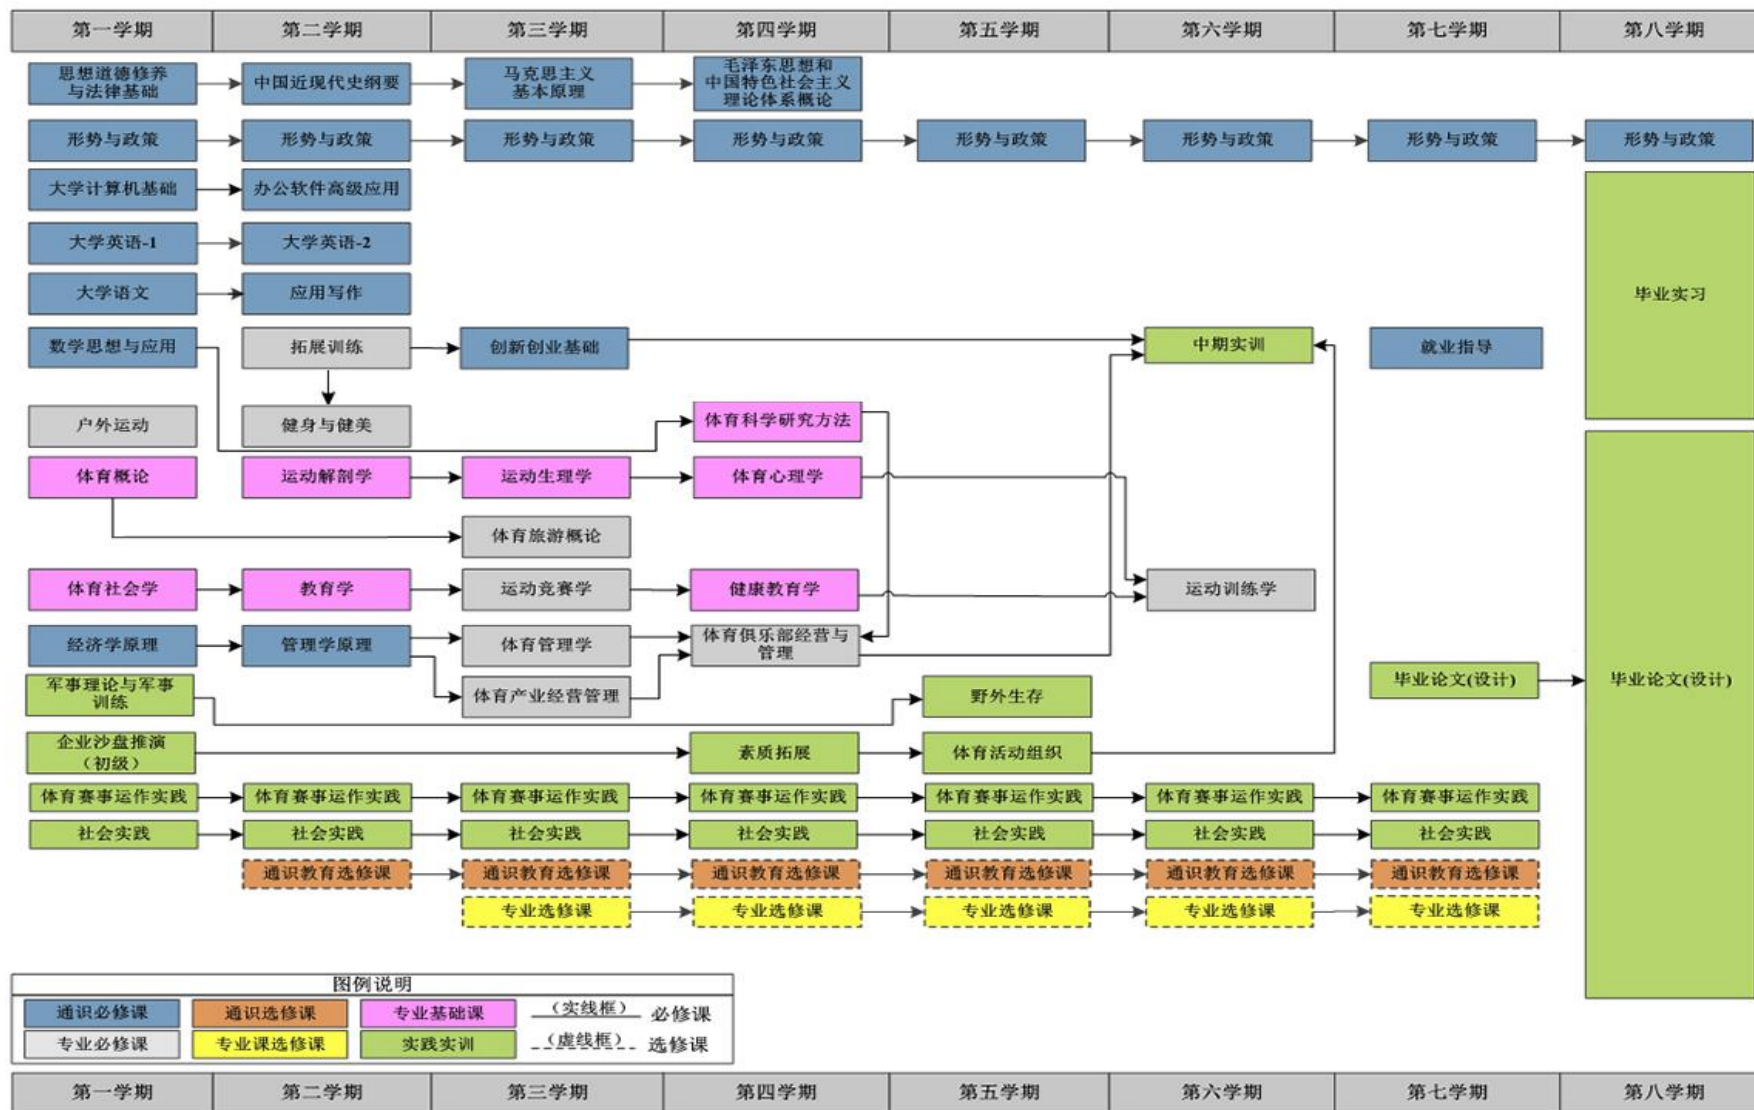 第一学期 第二学期 第三学期 第四学期 第五学期 第六学期 第七学期 第八学期
思想道德修养
与法律基础
中国近现代史纲要
马克思主义
基本原理
毛泽东思想和
中国特色社会主义
理论体系概论
形势与政策 形势与政策 形势与政策 形势与政策 形势与政策 形势与政策 形势与政策 形势与政策
大学计算机基础 办公软件高级应用
大学英语-1 大学英语-2
大学语文 应用写作 毕业实习
数学思想与应用 拓展训练 创新创业基础 中期实训 就业指导
户外运动 健身与健美 体育科学研究方法
体育概论 运动解剖学 运动生理学 体育心理学
体育旅游概论
体育社会学 教育学 运动竞赛学 健康教育学 运动训练学
经济学原理 管理学原理 体育管理学
体育俱乐部经营与
管理
军事理论与军事
训练
体育产业经营管理 野外生存 毕业论文(设计) 毕业论文(设计)
企业沙盘推演
（初级）
素质拓展 体育活动组织
体育赛事运作实践 体育赛事运作实践 体育赛事运作实践 体育赛事运作实践 体育赛事运作实践 体育赛事运作实践 体育赛事运作实践
社会实践 社会实践 社会实践 社会实践 社会实践 社会实践 社会实践
通识教育选修课 通识教育选修课 通识教育选修课 通识教育选修课 通识教育选修课 通识教育选修课
专业选修课 专业选修课 专业选修课 专业选修课 专业选修课
图例说明
通识必修课 通识选修课 专业基础课 （实线框） 必修课
专业必修课 专业课选修课 实践实训 （虚线框） 选修课
第一学期 第二学期 第三学期 第四学期 第五学期 第六学期 第七学期 第八学期